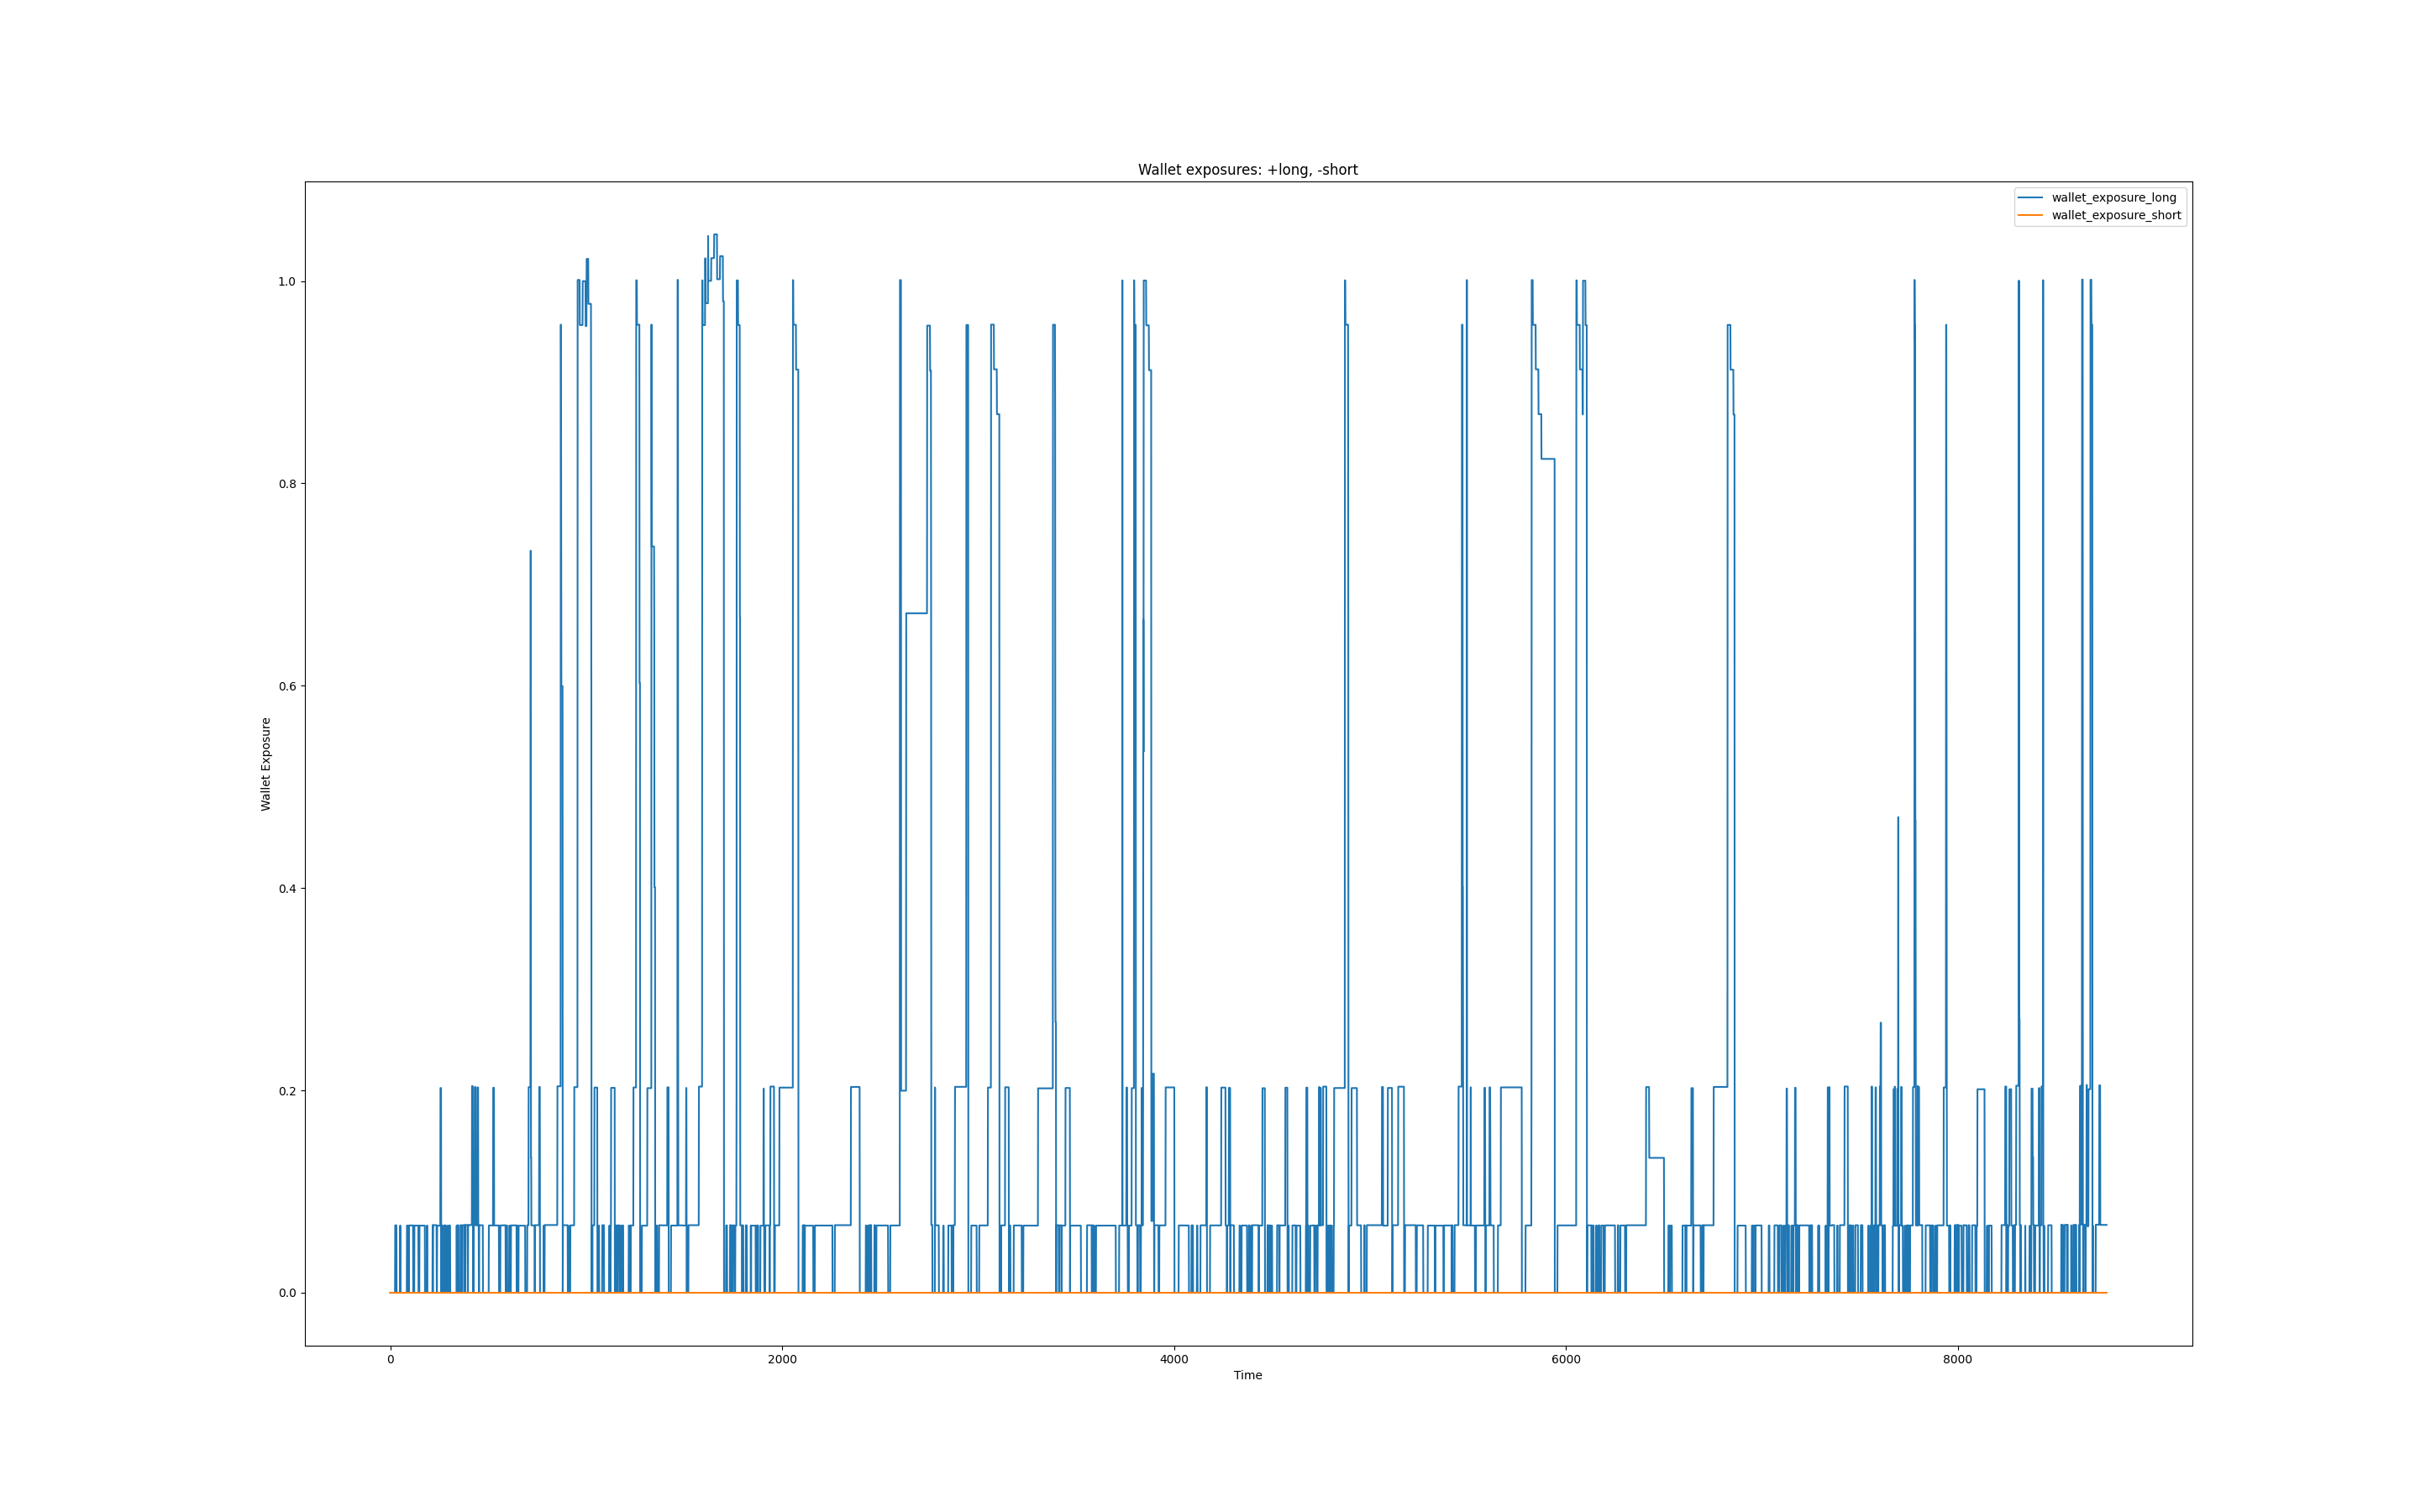 Wallet exposures: +long, -short
wallet_exposure_long
wallet_exposure_short
1.0
0.8
0.6
0.4
0.2
0.0
Wallet Exposure
0 2000 4000 6000 8000
Time